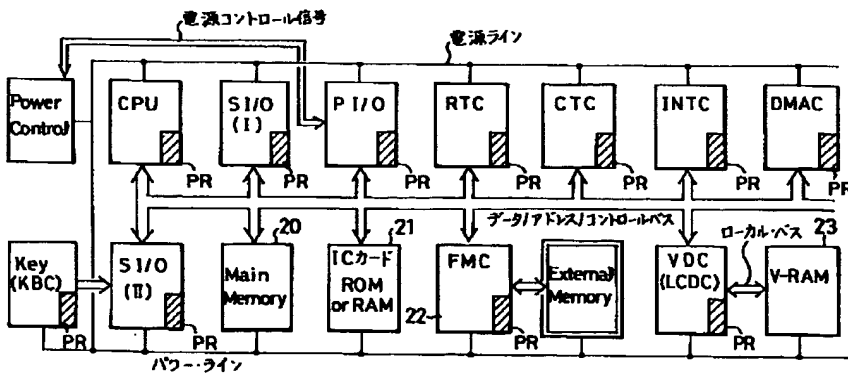 電源コントロール信号
電源ライン
Power Control
CPU
PR
SI/O (I)
PR
PI/O
PR
RTC
PR
CTC
PR
INTC
PR
DMAC
PR
データ/アドレス/コントロールバス
ローカル・バス
Key (KBC)
PR
SI/O (II)
PR
20
Main Memory
21
ICカード ROM or RAM
22
FMC
PR
External Memory
VDC (LCDC)
PR
23
V-RAM
パワー・ライン